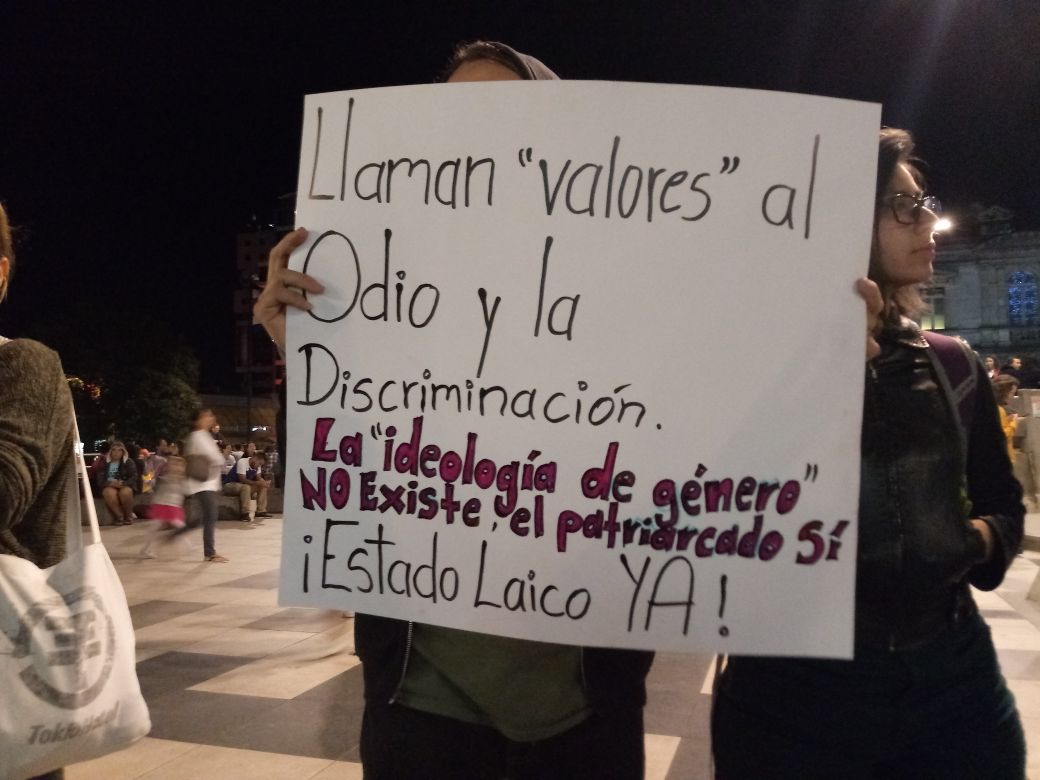 Llaman "valores" al
Odio y la
Discriminación.
La "ideología de género"
NO Existe, el patriarcado Sí
¡Estado Laico YA!